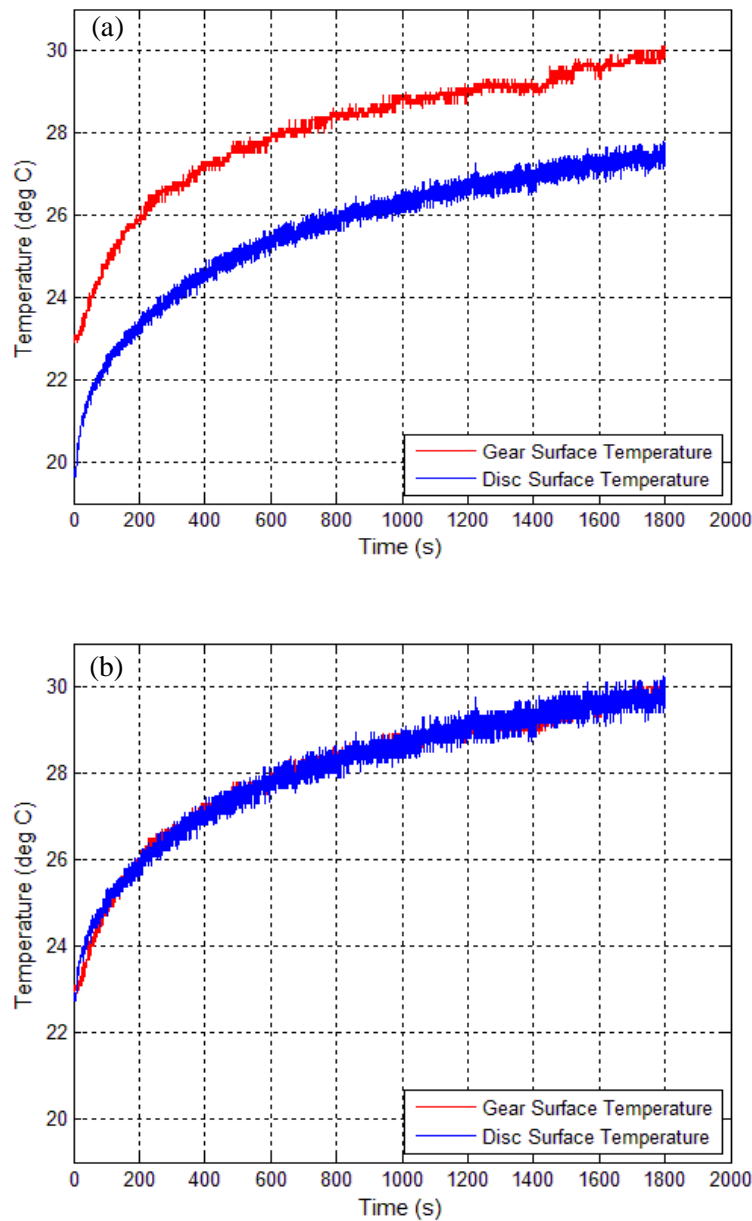 (a)
30
28
26
24
22
20
Temperature (deg C)
Gear Surface Temperature
Disc Surface Temperature
0 200 400 600 800 1000 1200 1400 1600 1800 2000
Time (s)
(b)
30
28
26
24
22
20
Temperature (deg C)
Gear Surface Temperature
Disc Surface Temperature
0 200 400 600 800 1000 1200 1400 1600 1800 2000
Time (s)